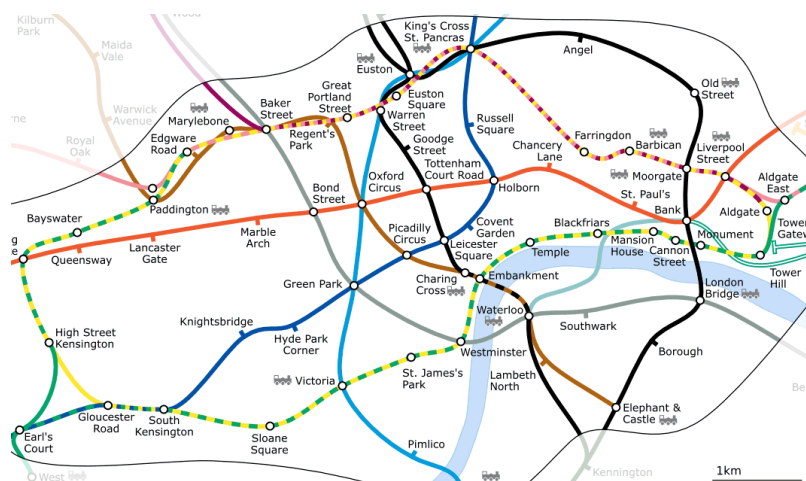 Kilburn
Park
Maida
Vale
Warwick
Avenue
Royal
Oak
King's Cross
St. Pancras
Euston
Angel
Old
Street
Great
Portland
Street
Euston
Square
Baker
Street
Marylebone
Edgware
Road
Regent's
Park
Warren
Street
Goodge
Street
Russell
Square
Farringdon
Barbican
Liverpool
Street
Moorgate
Aldgate
East
Aldgate
Tower
Gatew
Tower
Hill
Chancery
Lane
Tottenham
Court Road
Holborn
St. Paul's
Bank
Oxford
Circus
Bond
Street
Paddington
Bayswater
Queensway
Lancaster
Gate
Marble
Arch
Covent
Garden
Leicester
Square
Picadilly
Circus
Blackfriars
Temple
Mansion
House
Cannon
Street
Monument
Charing
Cross
Embankment
Green Park
Waterloo
London
Bridge
Southwark
Westminster
Knightsbridge
Hyde Park
Corner
High Street
Kensington
St. James's
Park
Victoria
Lambeth
North
Borough
Elephant &
Castle
Gloucester
Road
South
Kensington
Sloane
Square
Earl's
Court
West
Pimlico
Kennington
1km